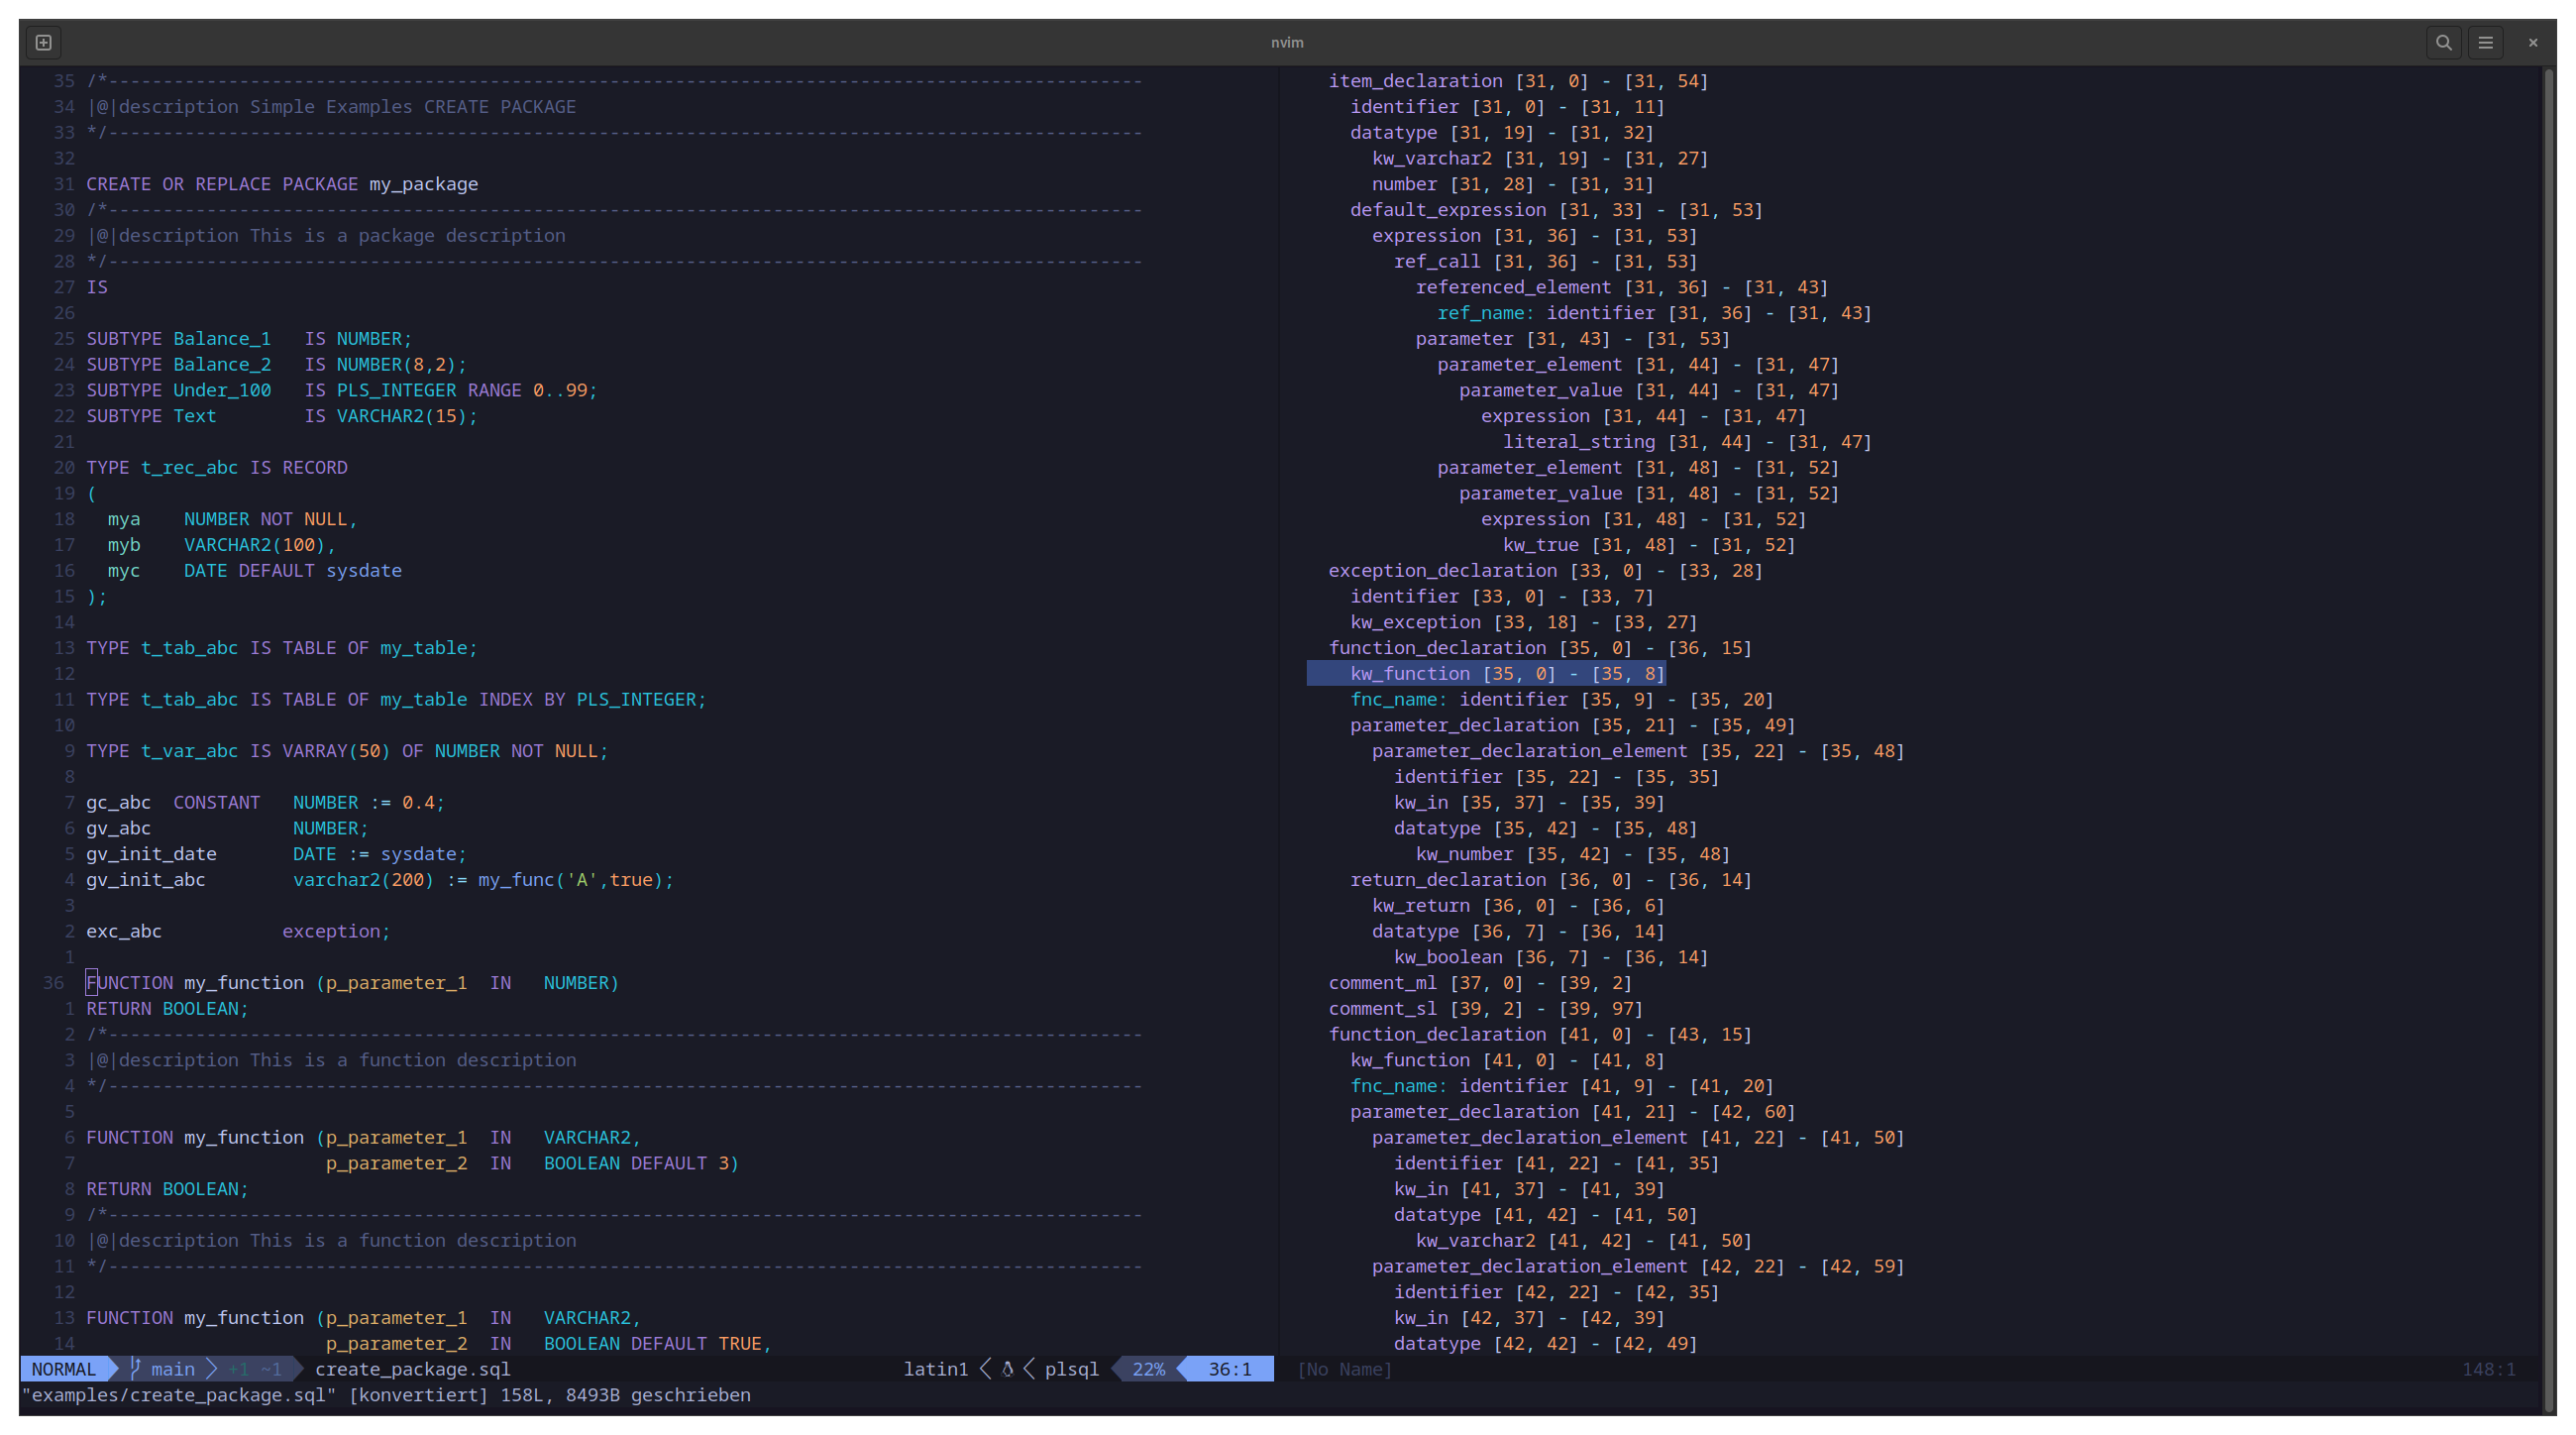 nvim
35 /*-----------------------------------------------------------------------------------------------
34 |@|description Simple Examples CREATE PACKAGE
33 */-----------------------------------------------------------------------------------------------
32
31 CREATE OR REPLACE PACKAGE my_package
30 /*-----------------------------------------------------------------------------------------------
29 |@|description This is a package description
28 */-----------------------------------------------------------------------------------------------
27 IS
26
25 SUBTYPE Balance_1   IS NUMBER;
24 SUBTYPE Balance_2   IS NUMBER(8,2);
23 SUBTYPE Under_100   IS PLS_INTEGER RANGE 0..99;
22 SUBTYPE Text        IS VARCHAR2(15);
21
20 TYPE t_rec_abc IS RECORD
19 (
18   mya    NUMBER NOT NULL,
17   myb    VARCHAR2(100),
16   myc    DATE DEFAULT sysdate
15 );
14
13 TYPE t_tab_abc IS TABLE OF my_table;
12
11 TYPE t_tab_abc IS TABLE OF my_table INDEX BY PLS_INTEGER;
10
9 TYPE t_var_abc IS VARRAY(50) OF NUMBER NOT NULL;
8
7 gc_abc  CONSTANT   NUMBER := 0.4;
6 gv_abc             NUMBER;
5 gv_init_date       DATE := sysdate;
4 gv_init_abc        varchar2(200) := my_func('A',true);
3
2 exc_abc           exception;
1
36 FUNCTION my_function (p_parameter_1  IN   NUMBER)
1 RETURN BOOLEAN;
2 /*-----------------------------------------------------------------------------------------------
3 |@|description This is a function description
4 */-----------------------------------------------------------------------------------------------
5
6 FUNCTION my_function (p_parameter_1  IN   VARCHAR2,
7                       p_parameter_2  IN   BOOLEAN DEFAULT 3)
8 RETURN BOOLEAN;
9 /*-----------------------------------------------------------------------------------------------
10 |@|description This is a function description
11 */-----------------------------------------------------------------------------------------------
12
13 FUNCTION my_function (p_parameter_1  IN   VARCHAR2,
14                       p_parameter_2  IN   BOOLEAN DEFAULT TRUE,
item_declaration [31, 0] - [31, 54]
identifier [31, 0] - [31, 11]
datatype [31, 19] - [31, 32]
kw_varchar2 [31, 19] - [31, 27]
number [31, 28] - [31, 31]
default_expression [31, 33] - [31, 53]
expression [31, 36] - [31, 53]
ref_call [31, 36] - [31, 53]
referenced_element [31, 36] - [31, 43]
ref_name: identifier [31, 36] - [31, 43]
parameter [31, 43] - [31, 53]
parameter_element [31, 44] - [31, 47]
parameter_value [31, 44] - [31, 47]
expression [31, 44] - [31, 47]
literal_string [31, 44] - [31, 47]
parameter_element [31, 48] - [31, 52]
parameter_value [31, 48] - [31, 52]
expression [31, 48] - [31, 52]
kw_true [31, 48] - [31, 52]
exception_declaration [33, 0] - [33, 28]
identifier [33, 0] - [33, 7]
kw_exception [33, 18] - [33, 27]
function_declaration [35, 0] - [36, 15]
kw_function [35, 0] - [35, 8]
fnc_name: identifier [35, 9] - [35, 20]
parameter_declaration [35, 21] - [35, 49]
parameter_declaration_element [35, 22] - [35, 48]
identifier [35, 22] - [35, 35]
kw_in [35, 37] - [35, 39]
datatype [35, 42] - [35, 48]
kw_number [35, 42] - [35, 48]
return_declaration [36, 0] - [36, 14]
kw_return [36, 0] - [36, 6]
datatype [36, 7] - [36, 14]
kw_boolean [36, 7] - [36, 14]
comment_ml [37, 0] - [39, 2]
comment_sl [39, 2] - [39, 97]
function_declaration [41, 0] - [43, 15]
kw_function [41, 0] - [41, 8]
fnc_name: identifier [41, 9] - [41, 20]
parameter_declaration [41, 21] - [42, 60]
parameter_declaration_element [41, 22] - [41, 50]
identifier [41, 22] - [41, 35]
kw_in [41, 37] - [41, 39]
datatype [41, 42] - [41, 50]
kw_varchar2 [41, 42] - [41, 50]
parameter_declaration_element [42, 22] - [42, 59]
identifier [42, 22] - [42, 35]
kw_in [42, 37] - [42, 39]
datatype [42, 42] - [42, 49]
NORMAL main +1 ~1 create_package.sql latin1 plsql 22% 36:1 [No Name] 148:1
"examples/create_package.sql" [konvertiert] 158L, 8493B geschrieben